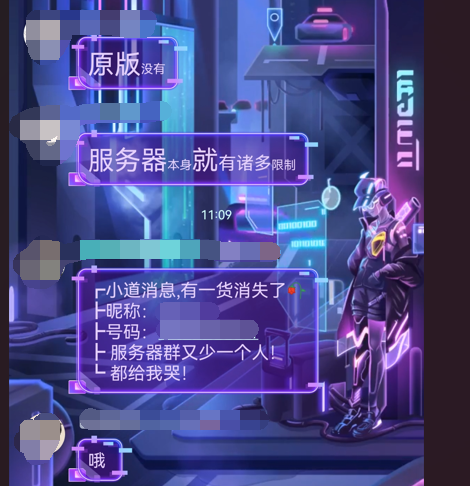 原版没有
服务器本身就有诸多限制
11:09
┏小道消息,有一货消失了
┣昵称:
┣号码:
┣ 服务器群又少一个人!
┗ 都给我哭!
哦